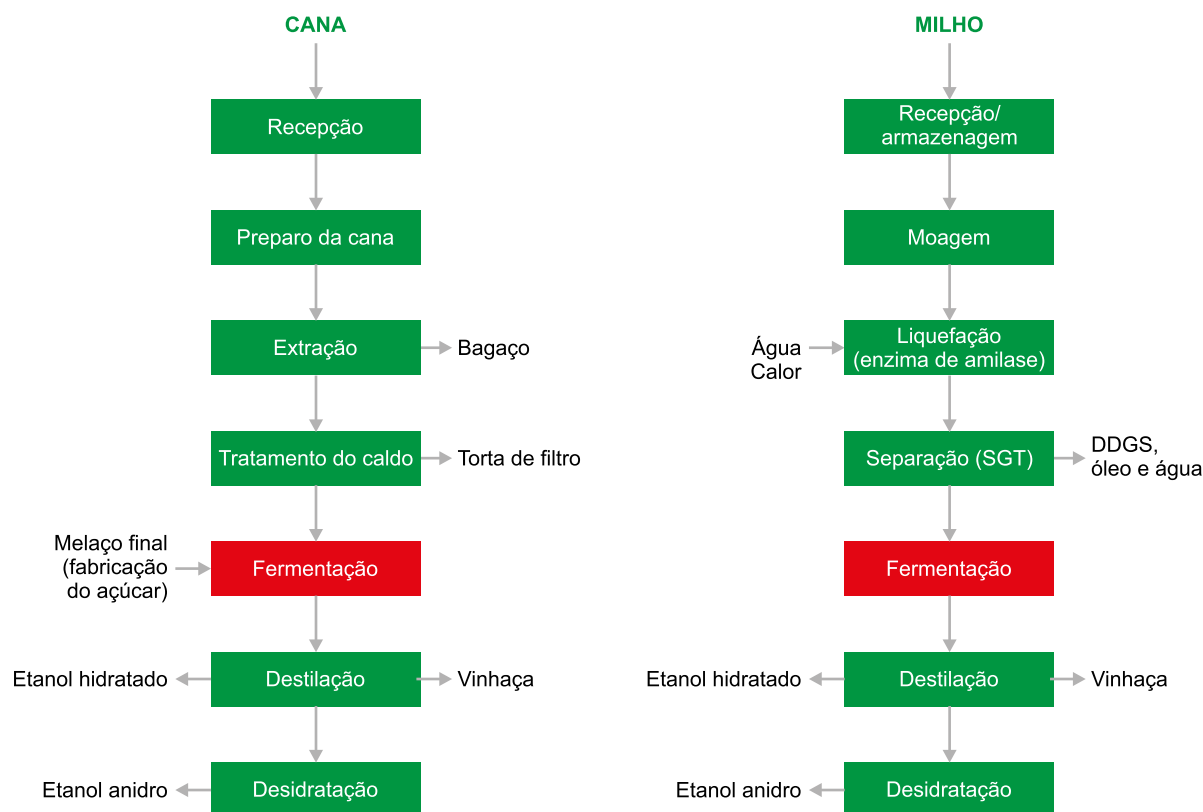 CANA
Recepção
Preparo da cana
Extração
Bagaço
Tratamento do caldo
Torta de filtro
Melaço final
(fabricação
do açúcar)
Fermentação
Etanol hidratado
Destilação
Vinhaça
Etanol anidro
Desidratação
MILHO
Recepção/
armazenagem
Moagem
Água
Calor
Liquefação
(enzima de amilase)
Separação (SGT)
DDGS,
óleo e água
Fermentação
Etanol hidratado
Destilação
Vinhaça
Etanol anidro
Desidratação